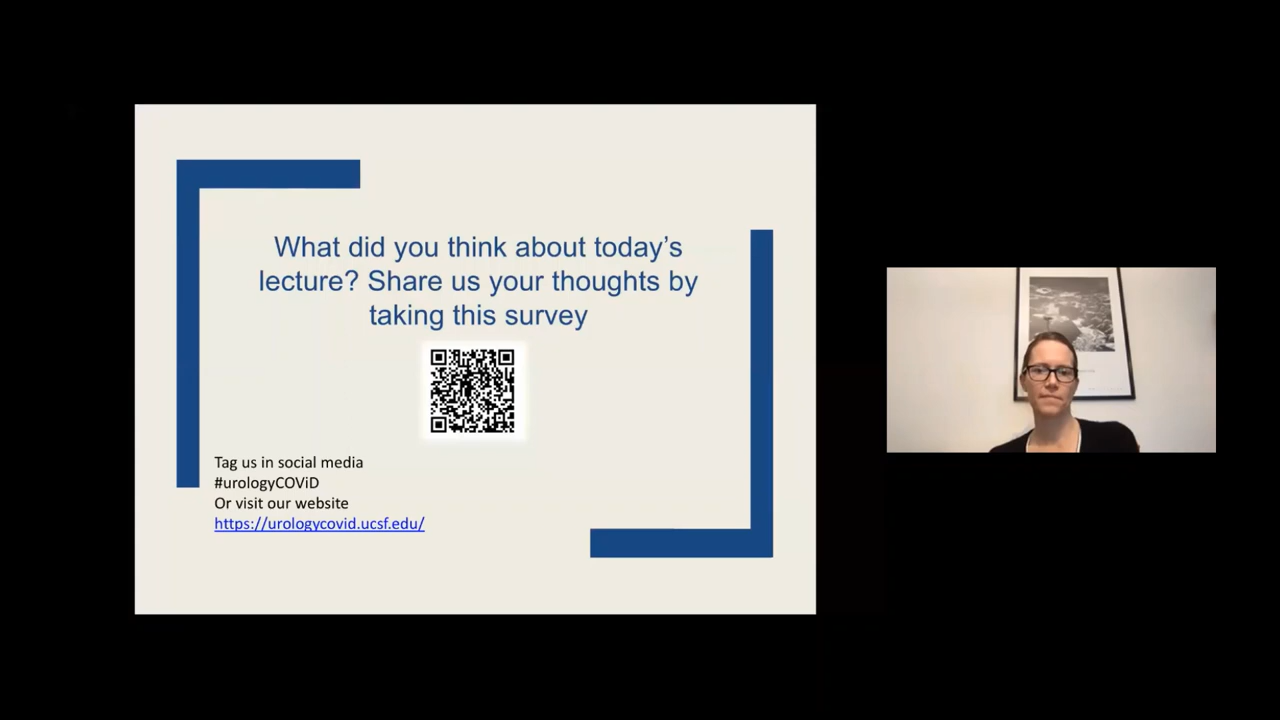 What did you think about today’s
lecture? Share us your thoughts by
taking this survey
Tag us in social media
#urologyCOViD
Or visit our website
https://urologycovid.ucsf.edu/